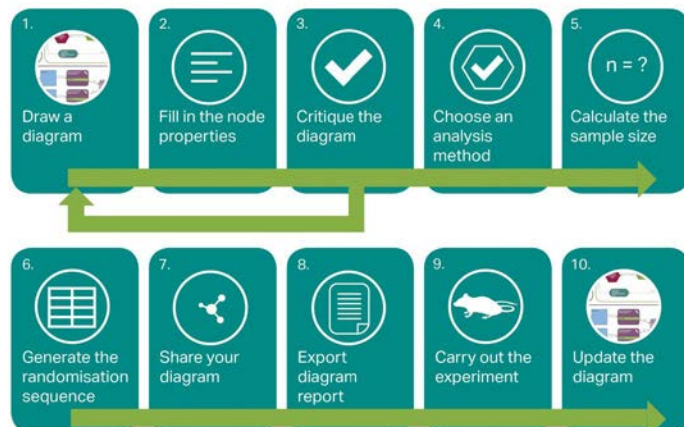 1.
Draw a
diagram
2.
Fill in the node
properties
3.
Critique the
diagram
4.
Choose an
analysis
method
5.
n = ?
Calculate the
sample size
6.
Generate the
randomisation
sequence
7.
Share your
diagram
8.
Export
diagram
report
9.
Carry out the
experiment
10.
Update the
diagram